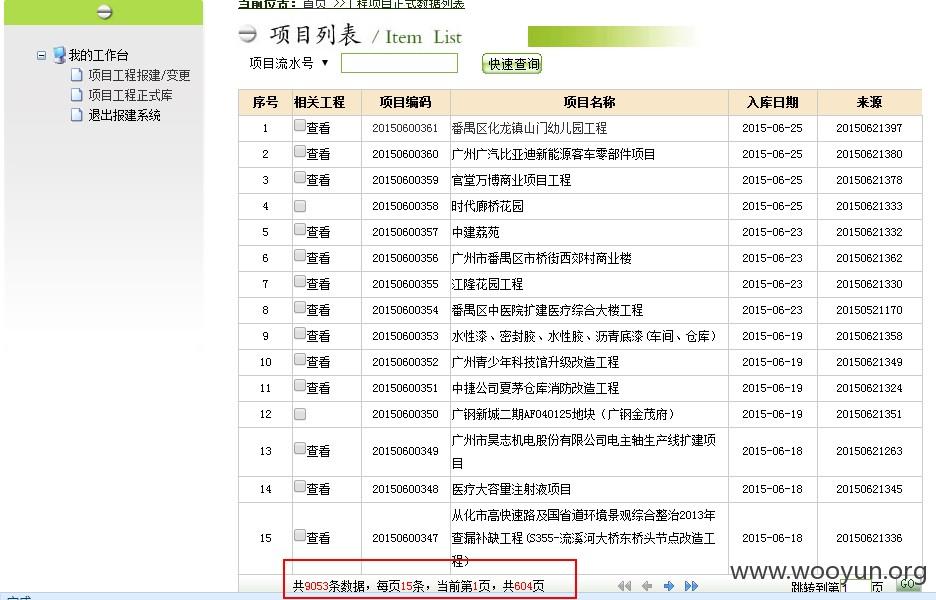 当前位置：首页 >>工程项目正式数据列表
项目列表 / Item List
项目流水号 ▼ 快速查询
我的工作台
项目工程报建/变更
项目工程正式库
退出报建系统
序号 相关工程 项目编码 项目名称 入库日期 来源
1 查看 20150600361 番禺区化龙镇山门幼儿园工程 2015-06-25 20150621397
2 查看 20150600360 广州广汽比亚迪新能源客车零部件项目 2015-06-25 20150621380
3 查看 20150600359 官堂万博商业项目工程 2015-06-25 20150621378
4 20150600358 时代廊桥花园 2015-06-25 20150621333
5 查看 20150600357 中建荔苑 2015-06-23 20150621332
6 查看 20150600356 广州市番禺区市桥街西郊村商业楼 2015-06-23 20150621362
7 查看 20150600355 江隆花园工程 2015-06-23 20150621330
8 查看 20150600354 番禺区中医院扩建医疗综合大楼工程 2015-06-23 20150521170
9 查看 20150600353 水性漆、密封胶、水性胶、沥青底漆(车间、仓库) 2015-06-19 20150621358
10 查看 20150600352 广州青少年科技馆升级改造工程 2015-06-19 20150621349
11 查看 20150600351 中捷公司夏茅仓库消防改造工程 2015-06-19 20150621324
12 20150600350 广钢新城二期AF040125地块（广钢金茂府） 2015-06-19 20150621351
13 查看 20150600349 广州市昊志机电股份有限公司电主轴生产线扩建项 2015-06-18 20150621263
目
14 查看 20150600348 医疗大容量注射液项目 2015-06-18 20150621345
从化市高快速路及国省道环境景观综合整治2013年
15 查看 20150600347 查漏补缺工程(S355-流溪河大桥东桥头节点改造工 2015-06-18 20150621336
程)
共9053条数据，每页15条，当前第1页，共604页 跳转到第 1 页 GO
www.wooyun.org
完成